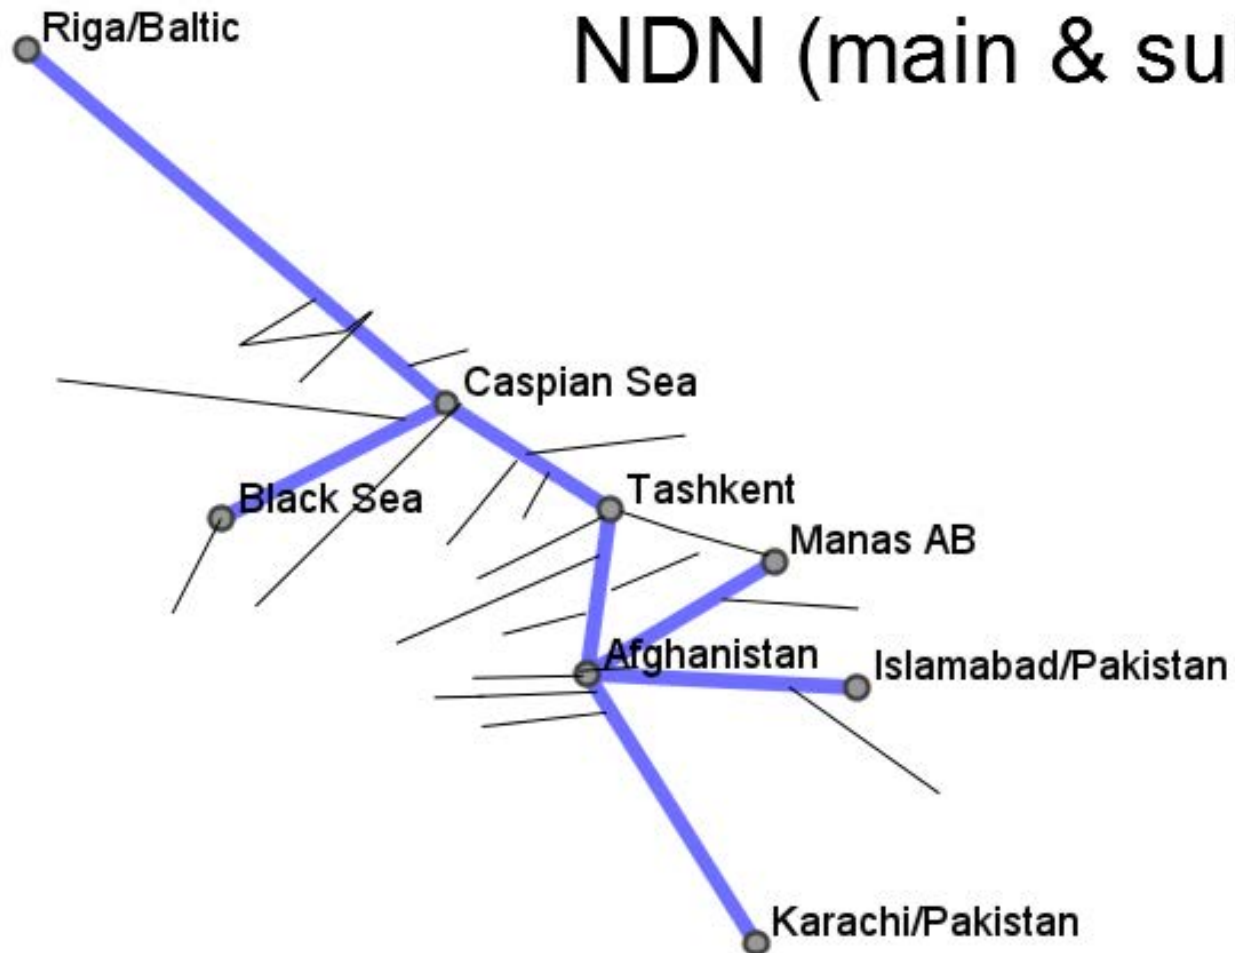 Riga/Baltic
NDN (main & su
Caspian Sea
Black Sea
Tashkent
Manas AB
Afghanistan
Islamabad/Pakistan
Karachi/Pakistan